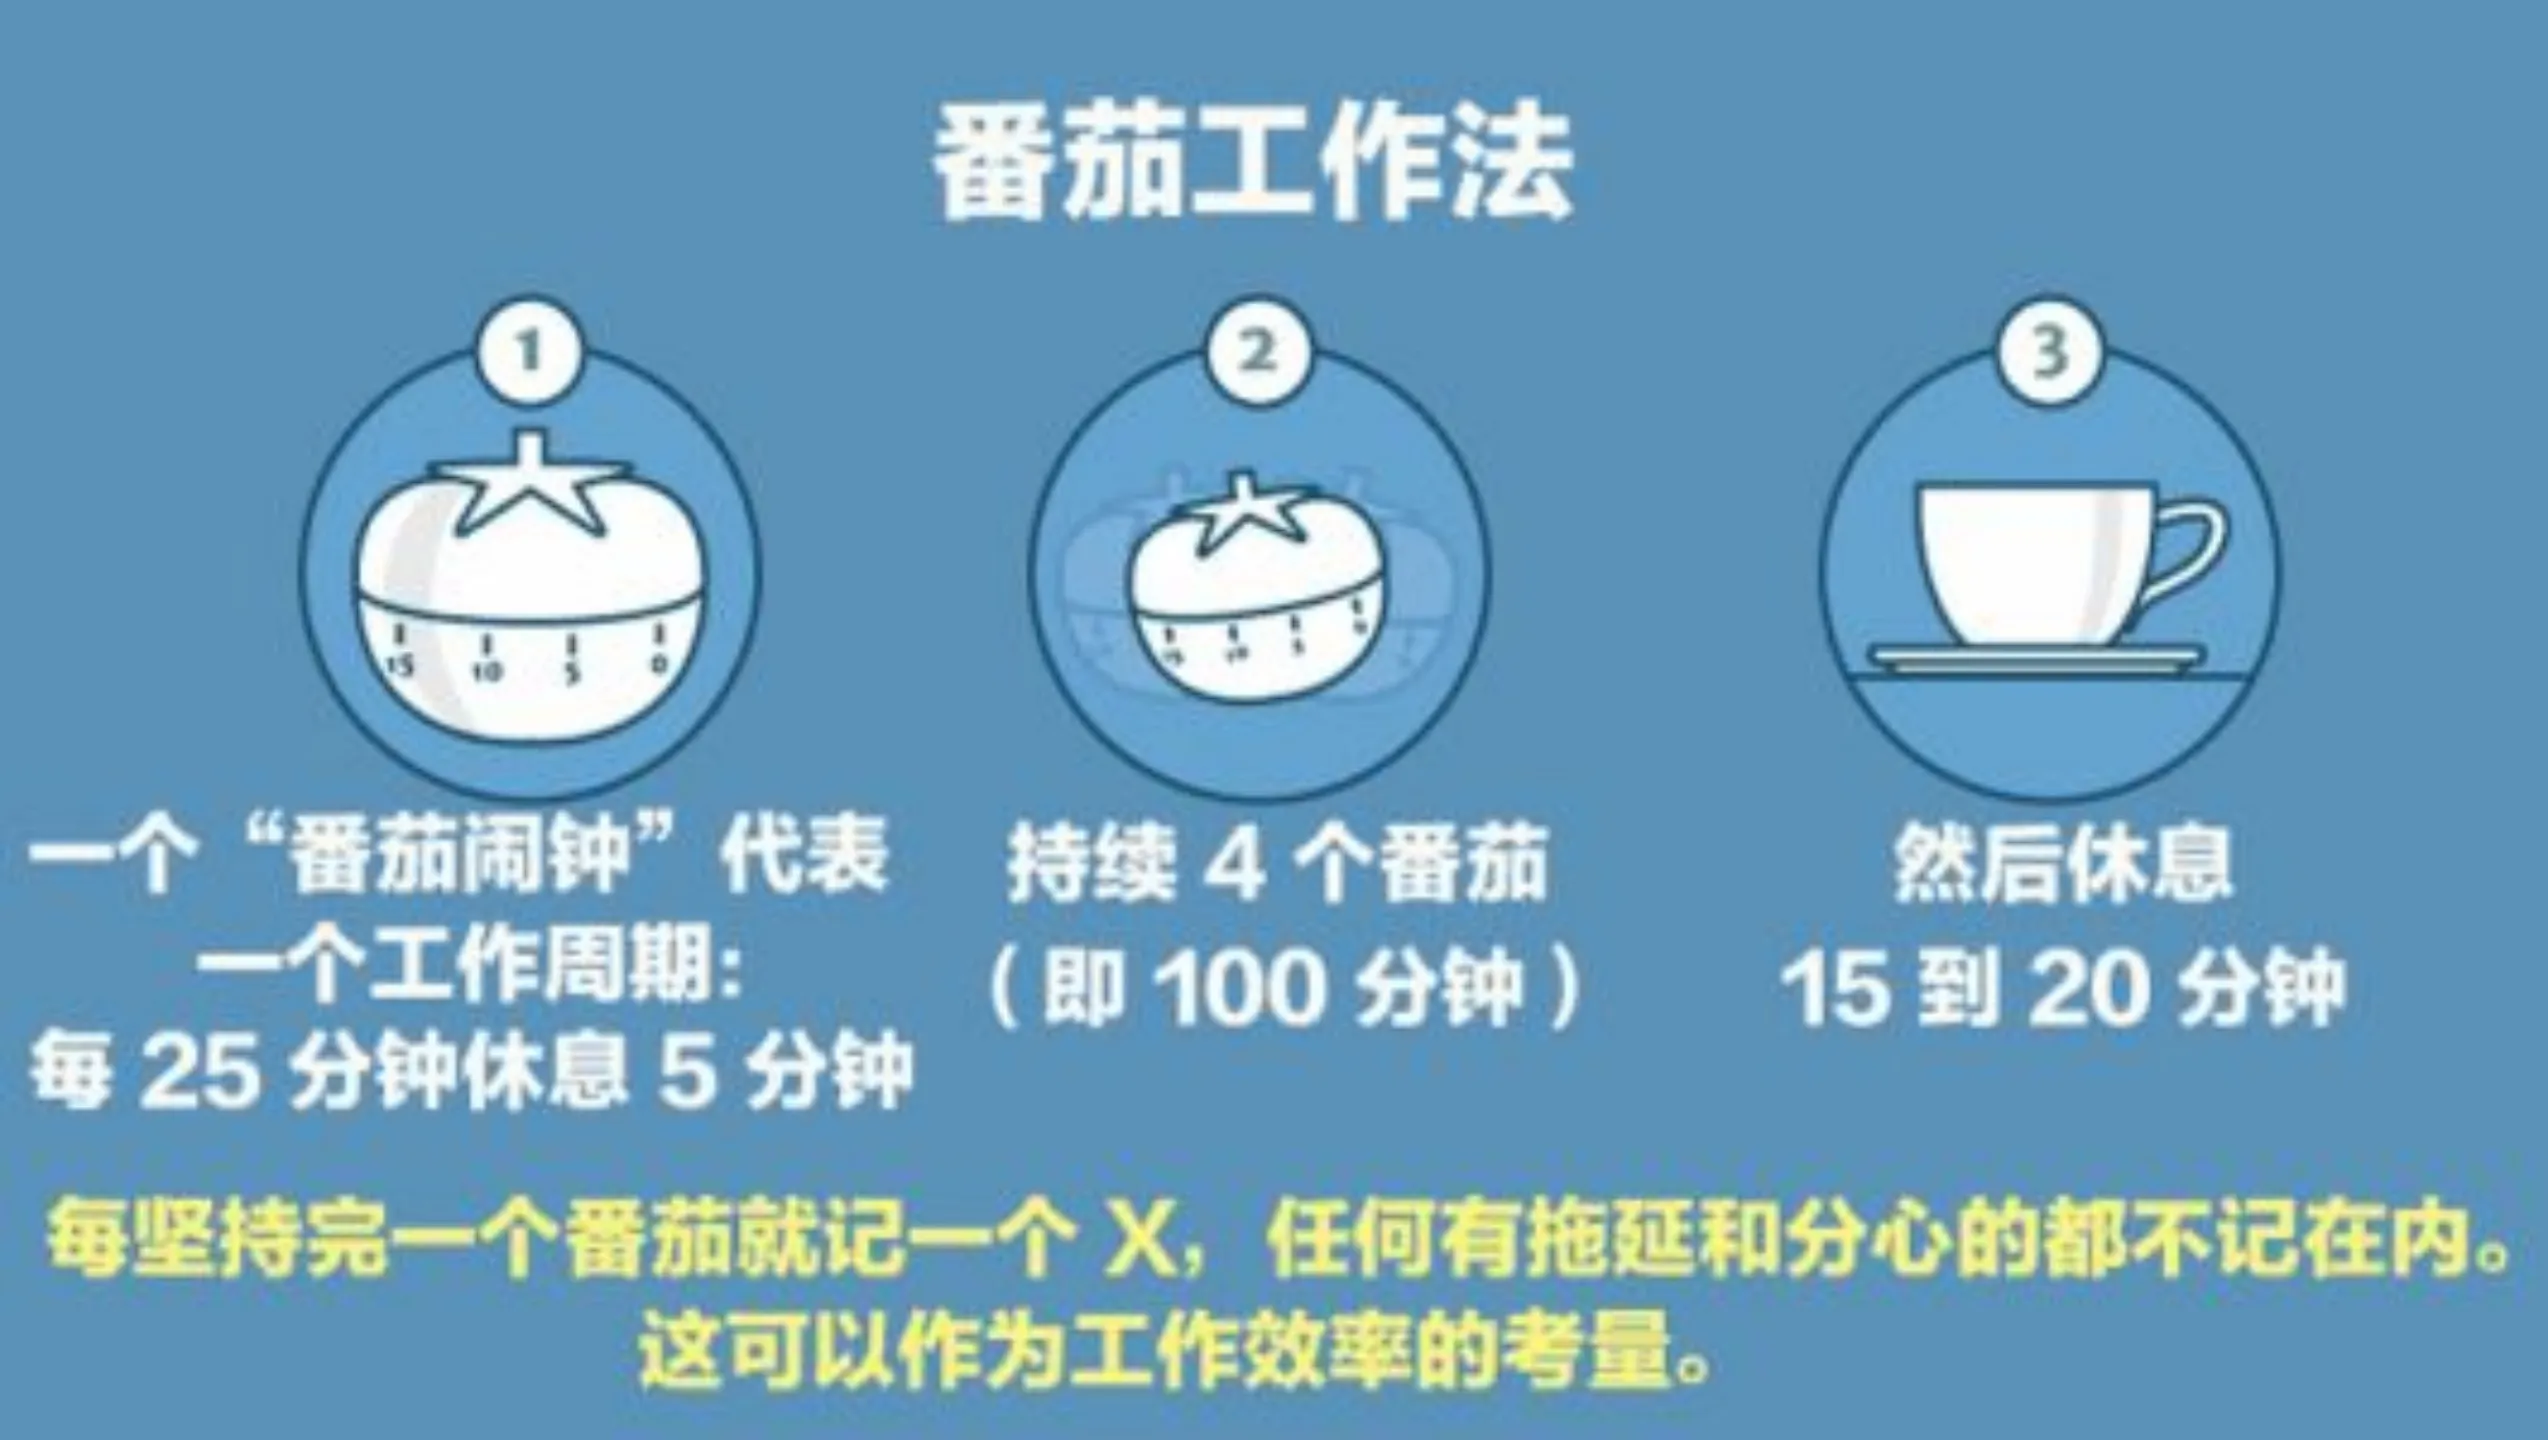 番茄工作法
1
2
3
15 10 5 0
15 10 5 0
一个“番茄闹钟”代表
一个工作周期:
每 25 分钟休息 5 分钟
持续 4 个番茄
（即 100 分钟）
然后休息
15 到 20 分钟
每坚持完一个番茄就记一个 X，任何有拖延和分心的都不记在内。
这可以作为工作效率的考量。